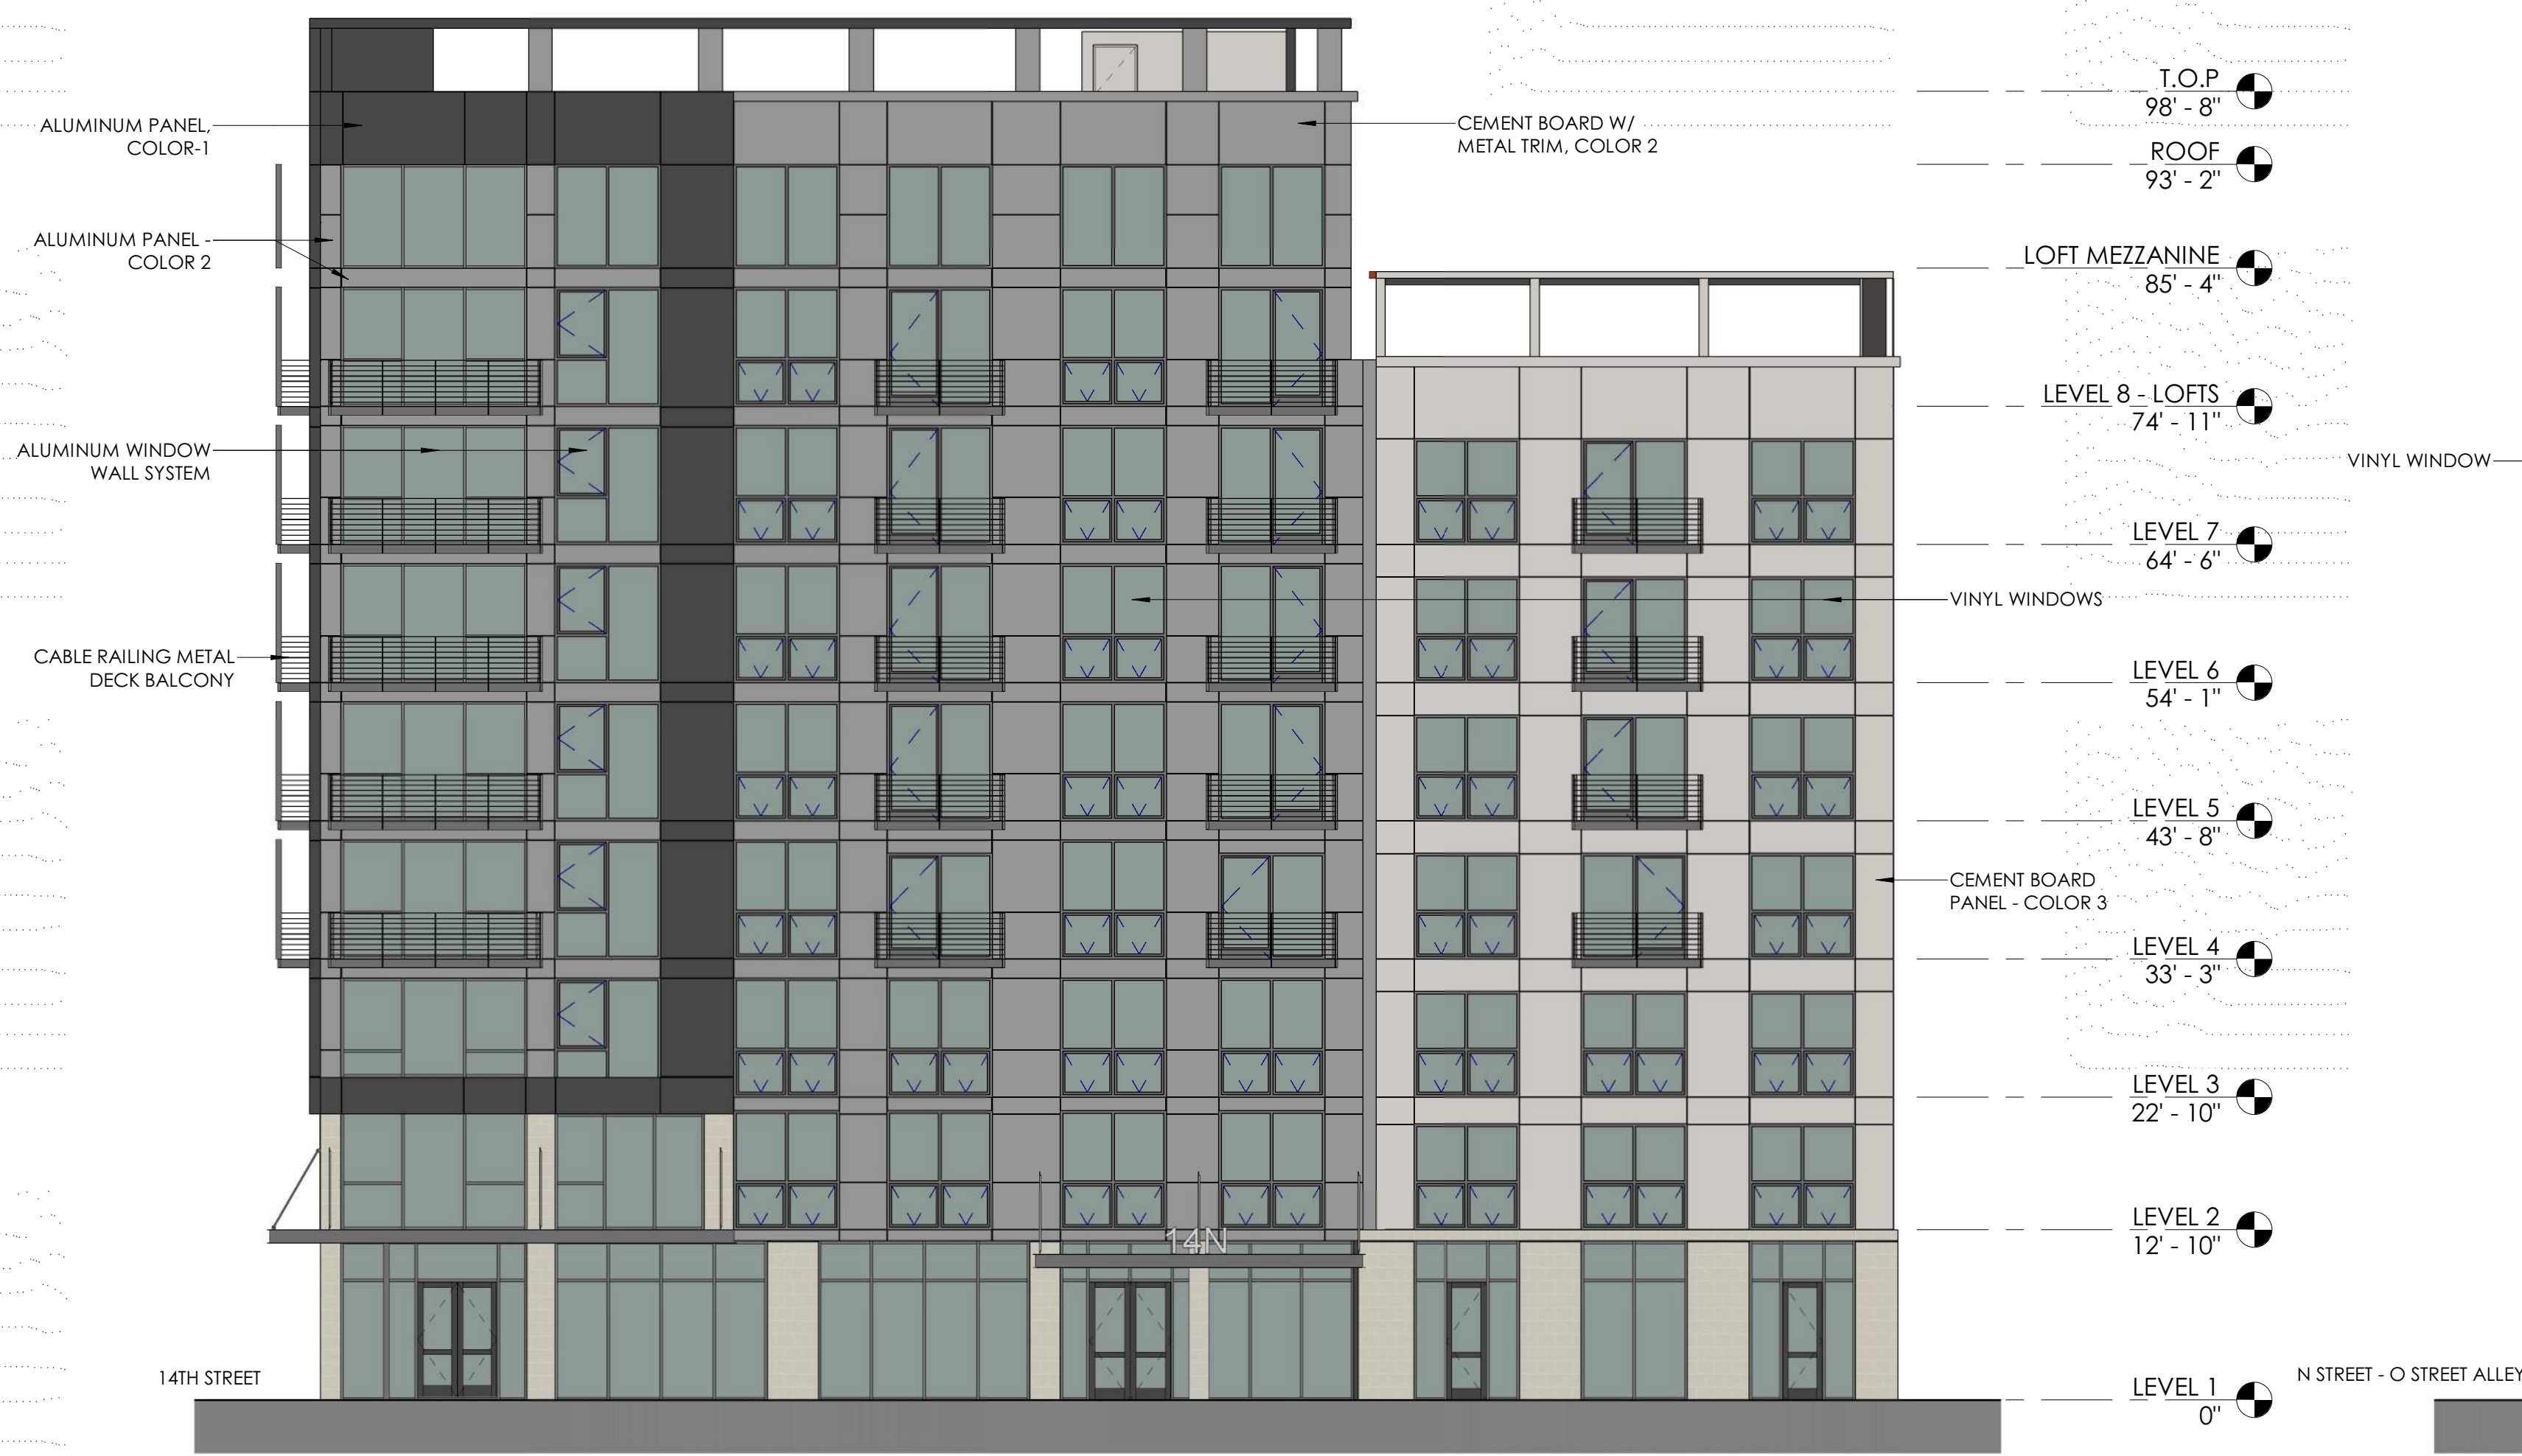 T.O.P
98' - 8"
ALUMINUM PANEL,
COLOR-1
CEMENT BOARD W/
METAL TRIM, COLOR 2
ROOF
93' - 2"
ALUMINUM PANEL -
COLOR 2
LOFT MEZZANINE
85' - 4"
LEVEL 8 - LOFTS
74' - 11"
ALUMINUM WINDOW
WALL SYSTEM
VINYL WINDOW
LEVEL 7
64' - 6"
VINYL WINDOWS
CABLE RAILING METAL
DECK BALCONY
LEVEL 6
54' - 1"
LEVEL 5
43' - 8"
CEMENT BOARD
PANEL - COLOR 3
LEVEL 4
33' - 3"
LEVEL 3
22' - 10"
LEVEL 2
12' - 10"
14N
14TH STREET
N STREET - O STREET ALLEY
LEVEL 1
0"